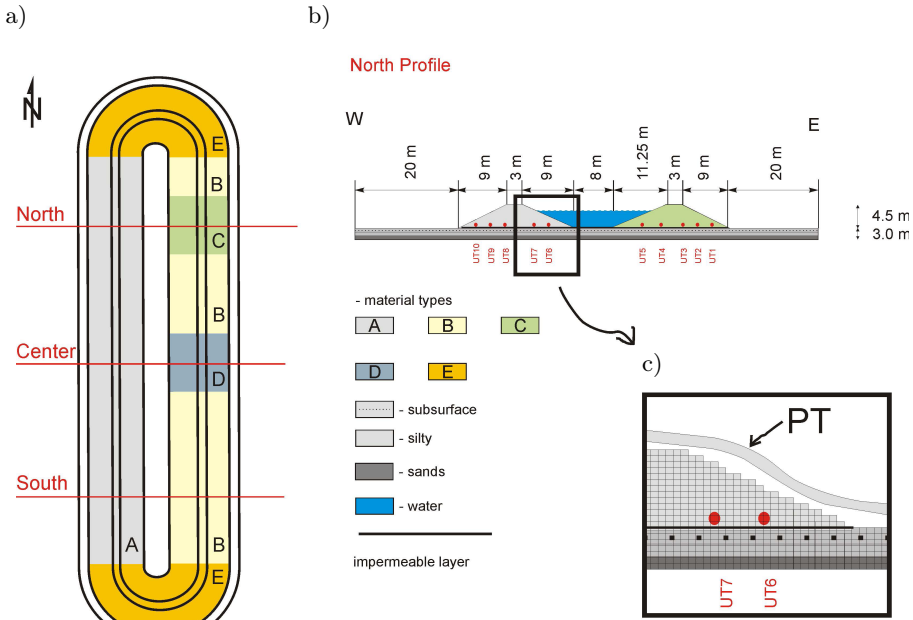 a)
N
E
B
North
C
B
Center
D
South
A
B
E
b)
North Profile
W
E
20 m
9 m
3 m
9 m
8 m
11.25 m
3 m
9 m
20 m
4.5 m
3.0 m
UT10
UT9
UT8
UT7
UT6
UT5
UT4
UT3
UT2
UT1
- material types
A
B
C
D
E
- subsurface
- silty
- sands
- water
impermeable layer
c)
PT
UT7
UT6